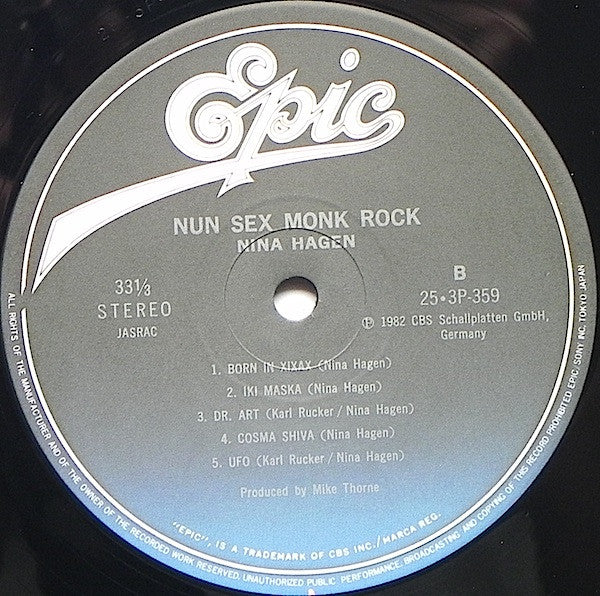 Epic
NUN SEX MONK ROCK
NINA HAGEN
33⅓
STEREO
JASRAC
B
25・3P-359
Ⓟ 1982 CBS Schallplatten GmbH,
Germany
1. BORN IN XIXAX (Nina Hagen)
2. IKI MASKA (Nina Hagen)
3. DR. ART (Karl Rucker / Nina Hagen)
4. COSMA SHIVA (Nina Hagen)
5. UFO (Karl Rucker / Nina Hagen)
Produced by Mike Thorne
"EPIC", IS A TRADEMARK OF CBS INC./MARCA REG.
ALL RIGHTS OF THE MANUFACTURER AND OF THE OWNER OF THE RECORDED WORK RESERVED. UNAUTHORIZED PUBLIC PERFORMANCE, BROADCASTING AND COPYING OF THIS RECORD PROHIBITED EPIC/SONY INC. TOKYO JAPAN